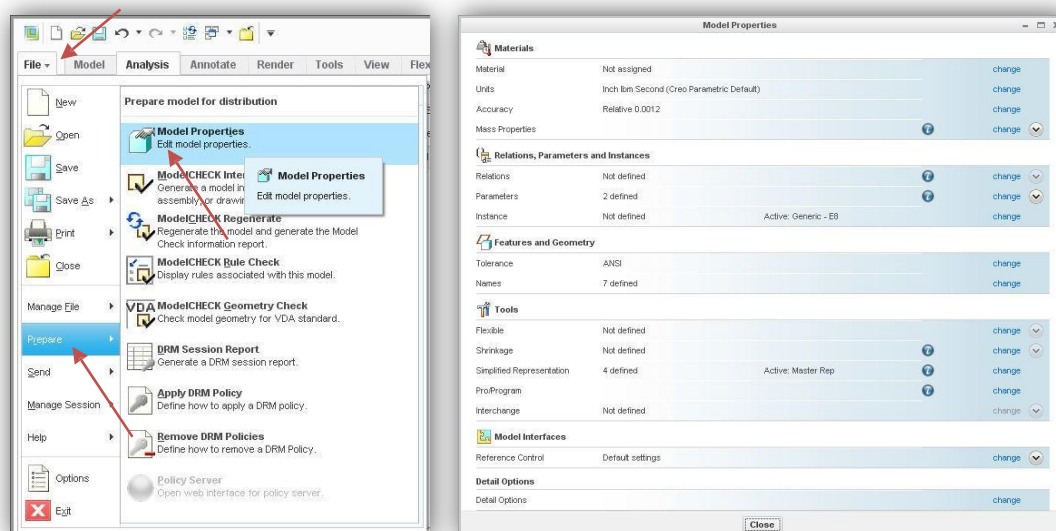 File
Model
Analysis
Annotate
Render
Tools
View
Flex
New
Open
Save
Save As
Print
Close
Manage File
Prepare
Send
Manage Session
Help
Options
Exit
Prepare model for distribution
Model Properties
Edit model properties.
Model Properties
Edit model properties.
ModelCHECK Inte
Generate a model in
assembly, or drawin
ModelCHECK Regenerate
Regenerate the model and generate the Model
Check information report.
ModelCHECK Rule Check
Display rules associated with this model.
VDA ModelCHECK Geometry Check
Check model geometry for VDA standard.
DRM Session Report
Generate a DRM session report.
Apply DRM Policy
Define how to apply a DRM policy.
Remove DRM Policies
Define how to remove a DRM Policy.
Policy Server
Open web interface for policy server.
Model Properties
Materials
Material Not assigned change
Units Inch lbm Second (Creo Parametric Default) change
Accuracy Relative 0.0012 change
Mass Properties change
Relations, Parameters and Instances
Relations Not defined change
Parameters 2 defined change
Instance Not defined Active: Generic - E8 change
Features and Geometry
Tolerance ANSI change
Names 7 defined change
Tools
Flexible Not defined change
Shrinkage Not defined change
Simplified Representation 4 defined Active: Master Rep change
Pro/Program change
Interchange Not defined change
Model Interfaces
Reference Control Default settings change
Detail Options
Detail Options change
Close